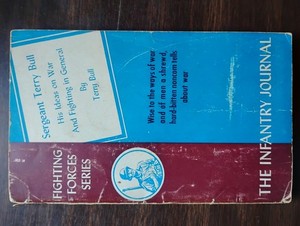 Sergeant Terry Bull
His Ideas on War
And Fighting in General
By
Terry Bull
Wise to the ways of war
and of men a shrewd,
hard-bitten noncom tells
about war
FIGHTING
FORCES
SERIES
THE INFANTRY JOURNAL